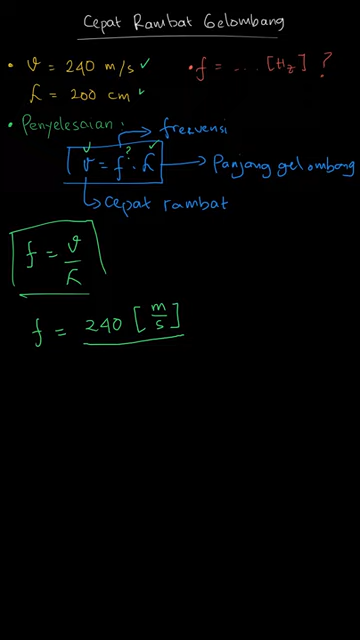 Cepat Rambat Gelombang
• v = 240 m/s ✓
• f = .... [Hz] ?
λ = 200 cm ✓
• Penyelesaian :
frekuensi
v = f . λ
?
Panjang gelombang
Cepat rambat
f = v/λ
f = 240 [m/s]